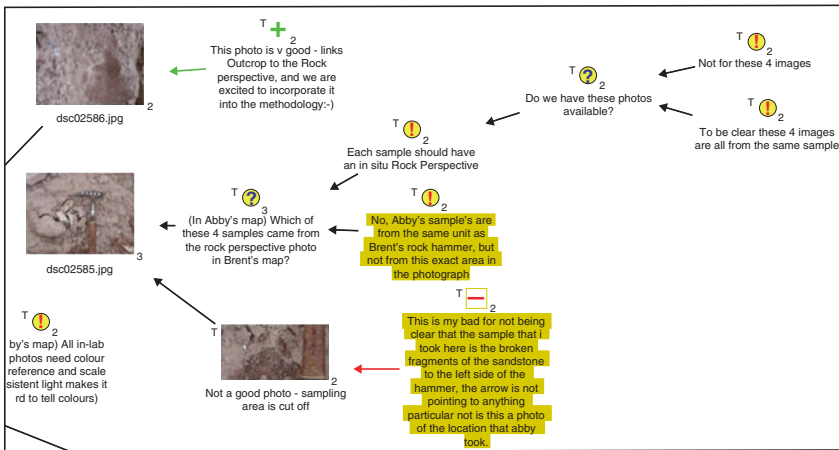 T
2
This photo is v good - links
Outcrop to the Rock
perspective, and we are
excited to incorporate it
into the methodology:-)
2
dsc02586.jpg
T
2
Not for these 4 images
T
2
Do we have these photos
available?
T
2
To be clear these 4 images
are all from the same sample
T
2
Each sample should have
an in situ Rock Perspective
T
3
(In Abby's map) Which of
these 4 samples came from
the rock perspective photo
in Brent's map?
T
2
No, Abby's sample's are
from the same unit as
Brent's rock hammer, but
not from this exact area in
the photograph
3
dsc02585.jpg
T
2
by's map) All in-lab
photos need colour
reference and scale
sistent light makes it
rd to tell colours)
T
2
Not a good photo - sampling
area is cut off
T
2
This is my bad for not being
clear that the sample that i
took here is the broken
fragments of the sandstone
to the left side of the
hammer, the arrow is not
pointing to anything
particular not is this a photo
of the location that abby
took.